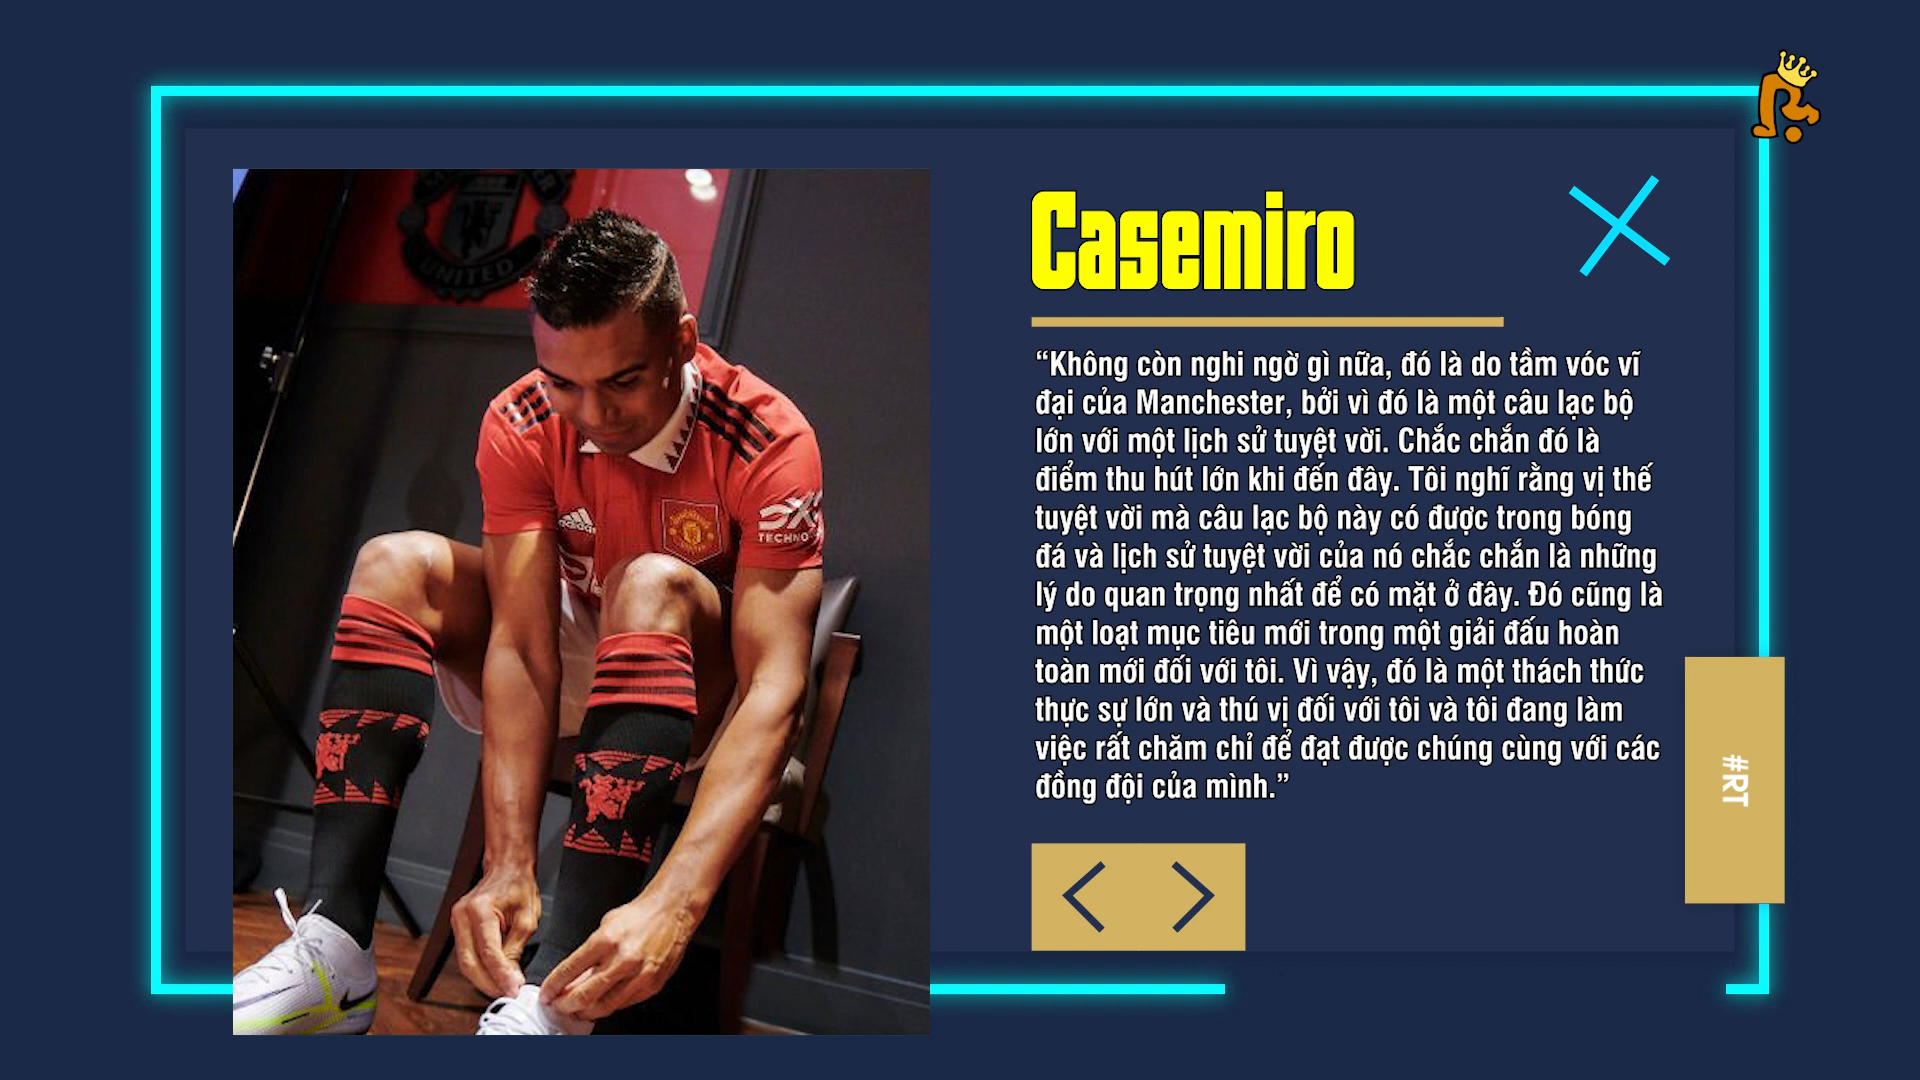 UNITED
adidas
TECHNO
Casemiro
“Không còn nghi ngờ gì nữa, đó là do tầm vóc vĩ
đại của Manchester, bởi vì đó là một câu lạc bộ
lớn với một lịch sử tuyệt vời. Chắc chắn đó là
điểm thu hút lớn khi đến đây. Tôi nghĩ rằng vị thế
tuyệt vời mà câu lạc bộ này có được trong bóng
đá và lịch sử tuyệt vời của nó chắc chắn là những
lý do quan trọng nhất để có mặt ở đây. Đó cũng là
một loạt mục tiêu mới trong một giải đấu hoàn
toàn mới đối với tôi. Vì vậy, đó là một thách thức
thực sự lớn và thú vị đối với tôi và tôi đang làm
việc rất chăm chỉ để đạt được chúng cùng với các
đồng đội của mình.”
#RT